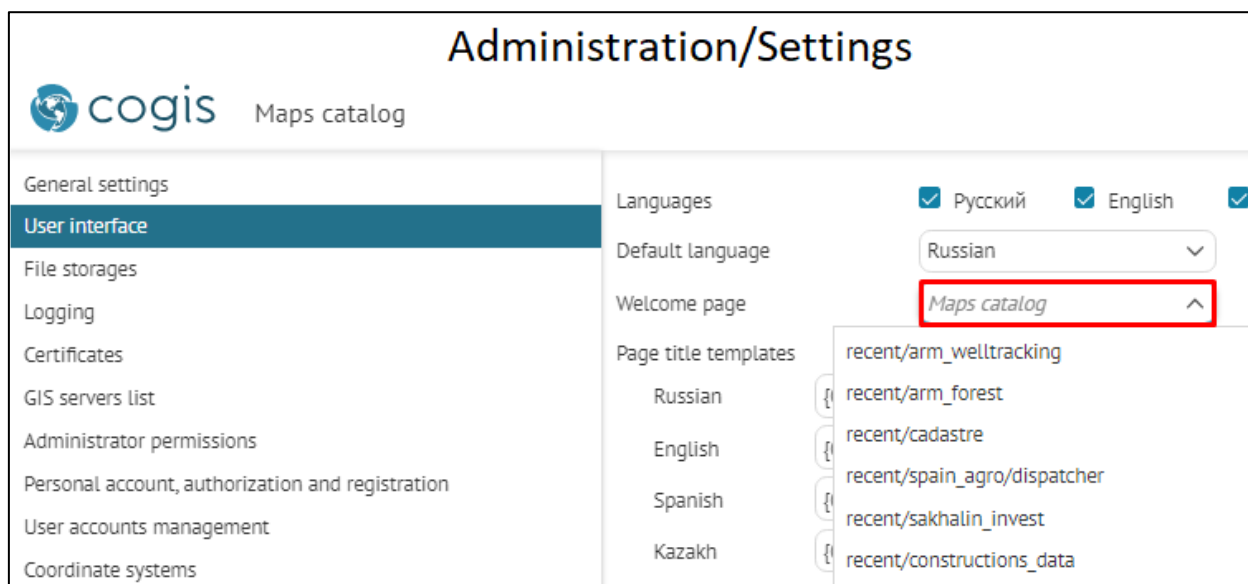 Administration/Settings
cogis Maps catalog
General settings
User interface
File storages
Logging
Certificates
GIS servers list
Administrator permissions
Personal account, authorization and registration
User accounts management
Coordinate systems
Languages Русский English
Default language Russian
Welcome page Maps catalog
Page title templates
Russian
English
Spanish
Kazakh
recent/arm_welltracking
recent/arm_forest
recent/cadastre
recent/spain_agro/dispatcher
recent/sakhalin_invest
recent/constructions_data